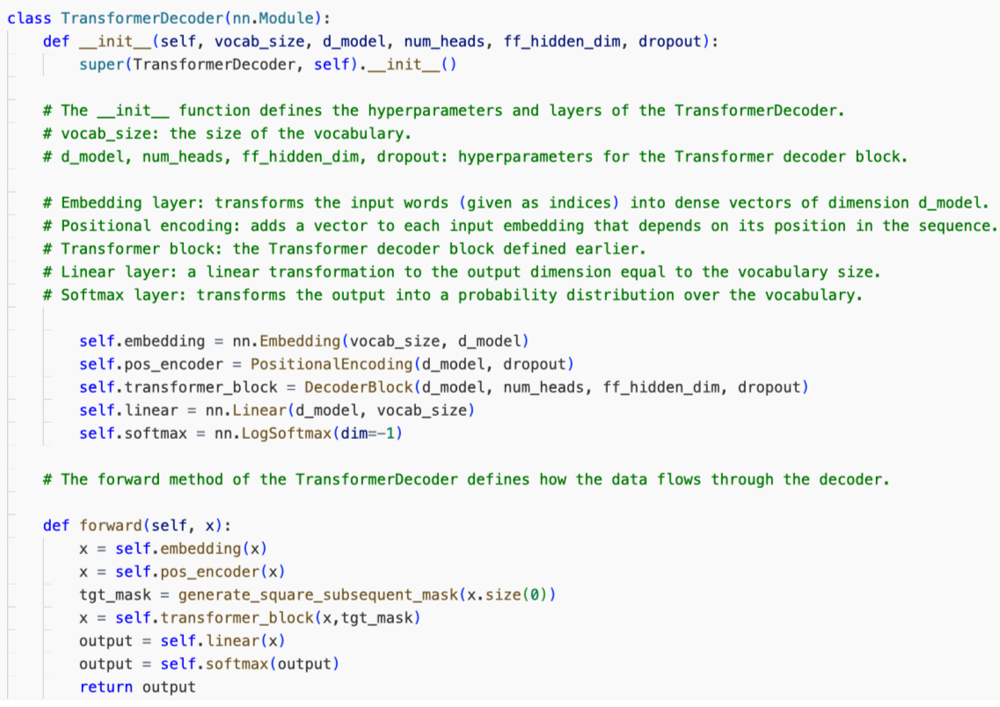 class TransformerDecoder(nn.Module):
    def __init__(self, vocab_size, d_model, num_heads, ff_hidden_dim, dropout):
        super(TransformerDecoder, self).__init__()
    # The __init__ function defines the hyperparameters and layers of the TransformerDecoder.
    # vocab_size: the size of the vocabulary.
    # d_model, num_heads, ff_hidden_dim, dropout: hyperparameters for the Transformer decoder block.
    # Embedding layer: transforms the input words (given as indices) into dense vectors of dimension d_model.
    # Positional encoding: adds a vector to each input embedding that depends on its position in the sequence.
    # Transformer block: the Transformer decoder block defined earlier.
    # Linear layer: a linear transformation to the output dimension equal to the vocabulary size.
    # Softmax layer: transforms the output into a probability distribution over the vocabulary.
        self.embedding = nn.Embedding(vocab_size, d_model)
        self.pos_encoder = PositionalEncoding(d_model, dropout)
        self.transformer_block = DecoderBlock(d_model, num_heads, ff_hidden_dim, dropout)
        self.linear = nn.Linear(d_model, vocab_size)
        self.softmax = nn.LogSoftmax(dim=-1)
    # The forward method of the TransformerDecoder defines how the data flows through the decoder.
    def forward(self, x):
        x = self.embedding(x)
        x = self.pos_encoder(x)
        tgt_mask = generate_square_subsequent_mask(x.size(0))
        x = self.transformer_block(x,tgt_mask)
        output = self.linear(x)
        output = self.softmax(output)
        return output